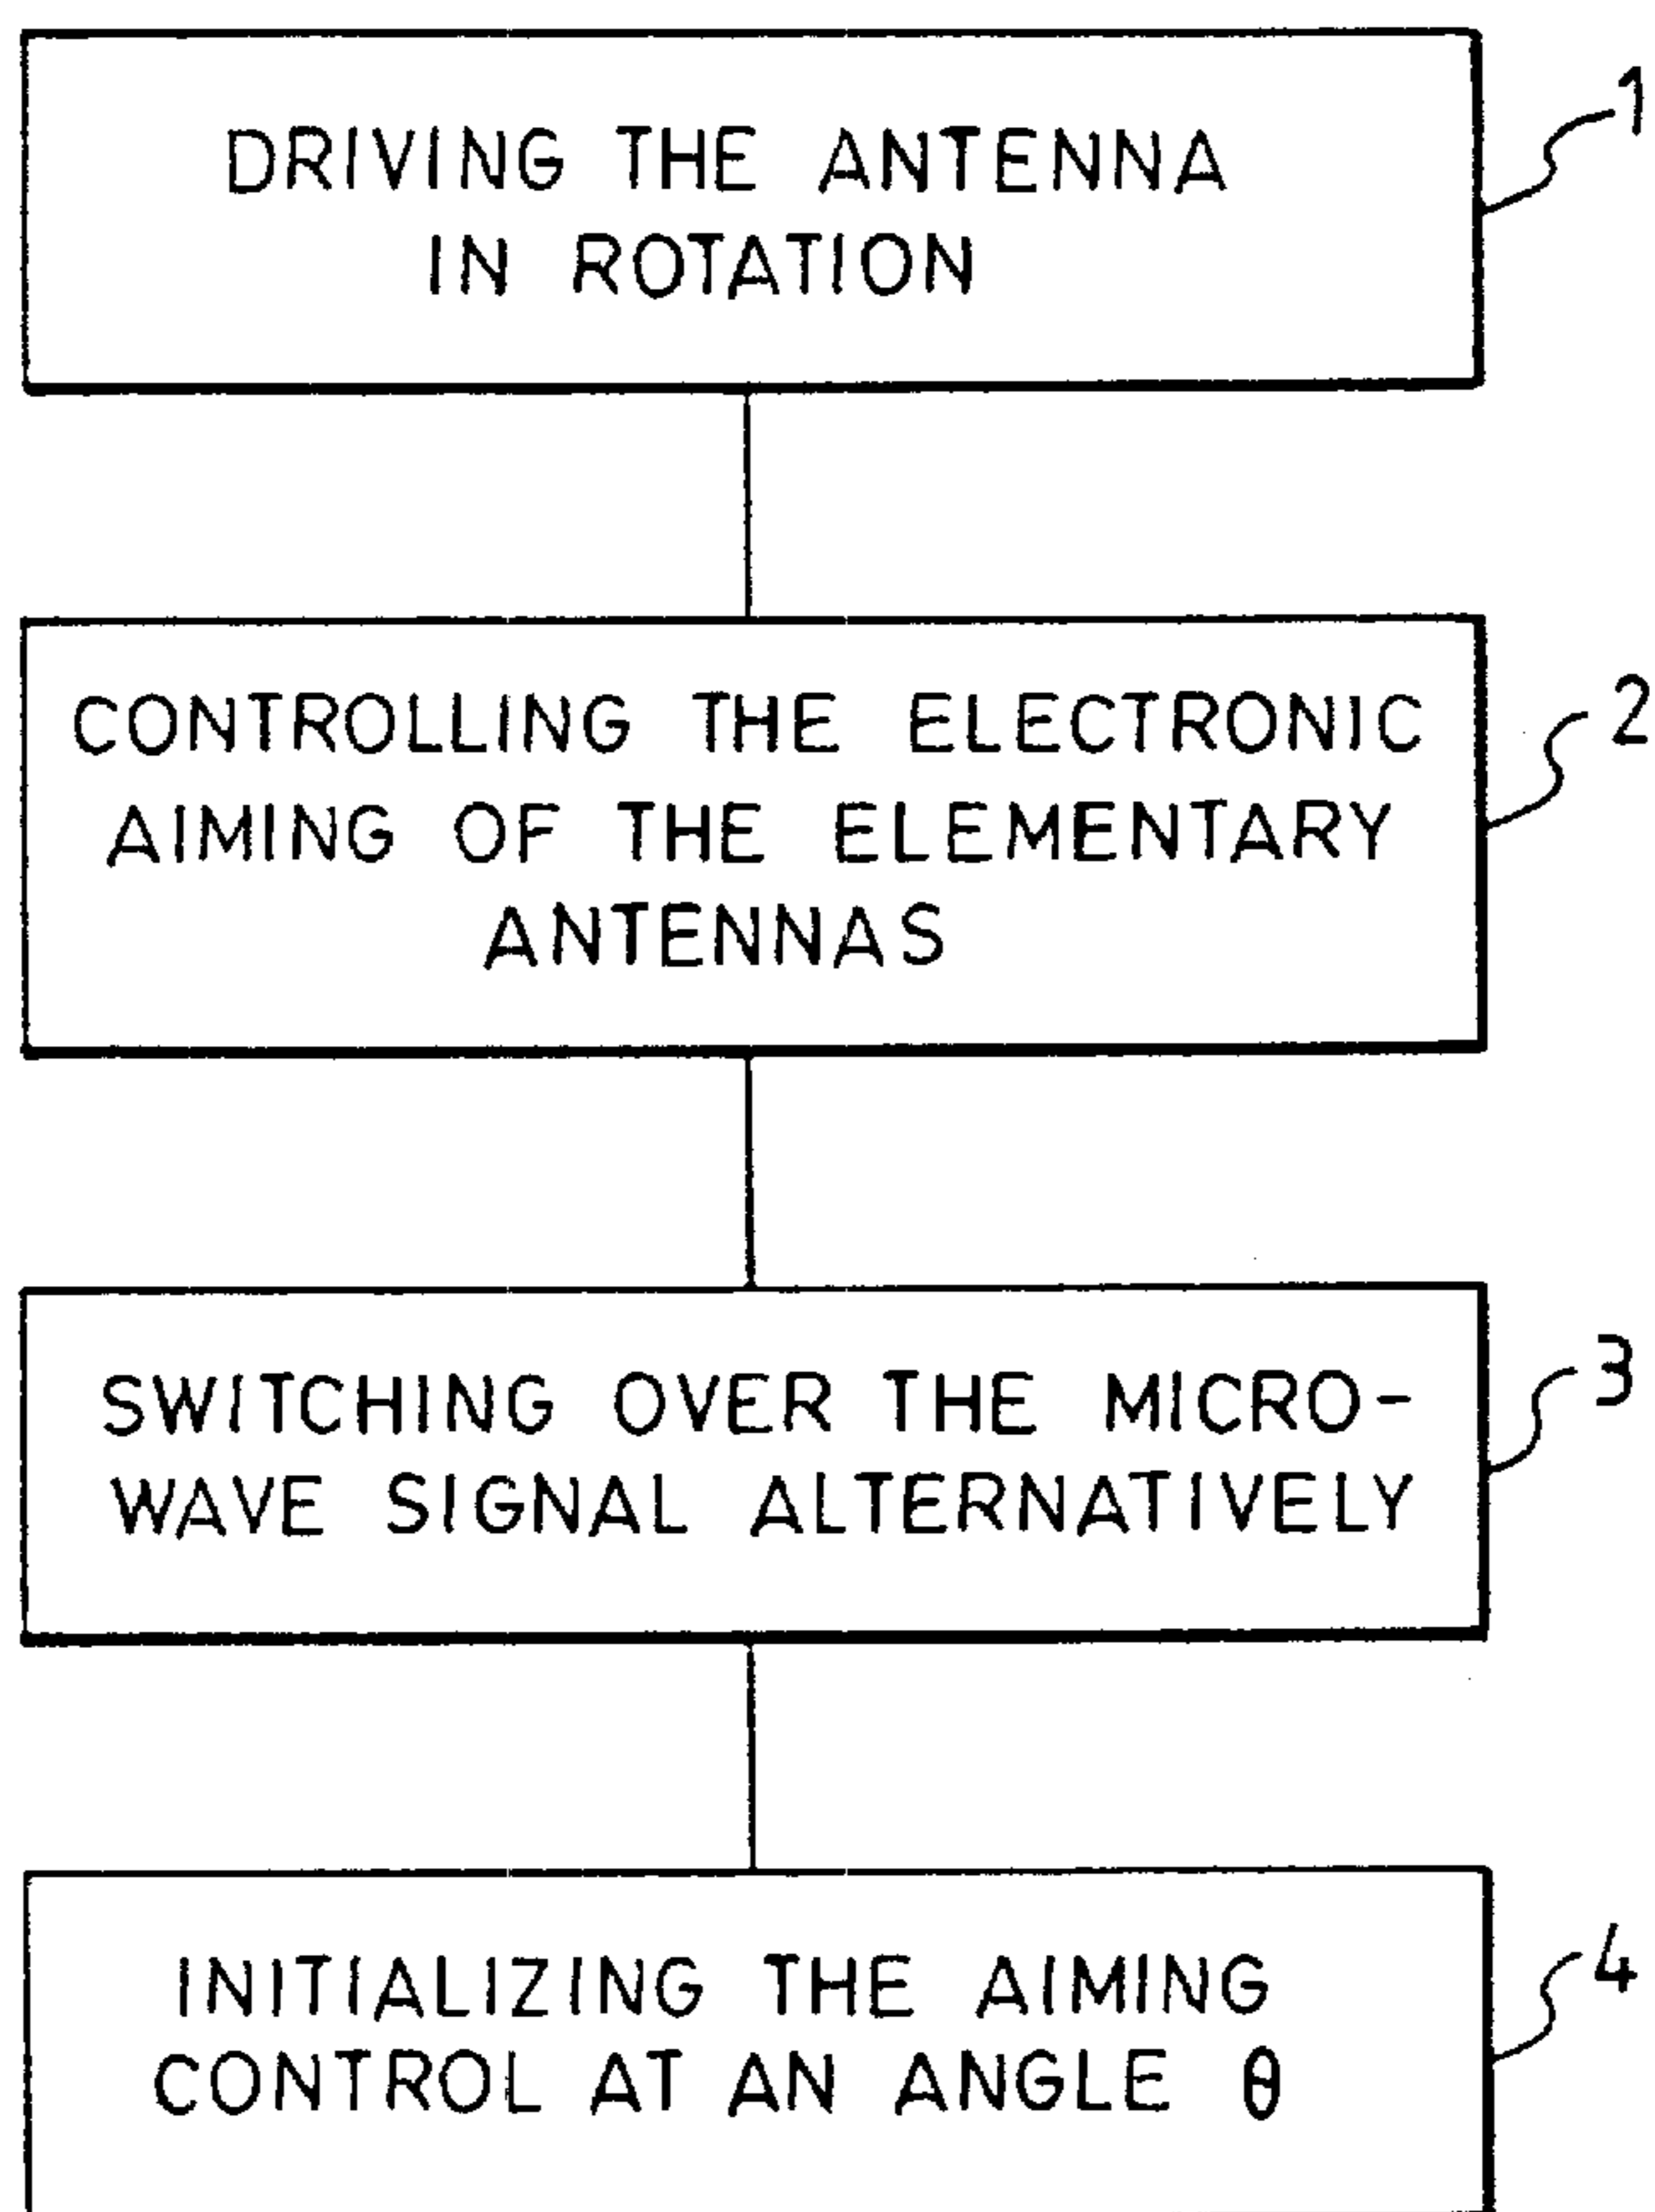 DRIVING THE ANTENNA
IN ROTATION
1
CONTROLLING THE ELECTRONIC
AIMING OF THE ELEMENTARY
ANTENNAS
2
SWITCHING OVER THE MICRO-
WAVE SIGNAL ALTERNATIVELY
3
INITIALIZING THE AIMING
CONTROL AT AN ANGLE θ
4